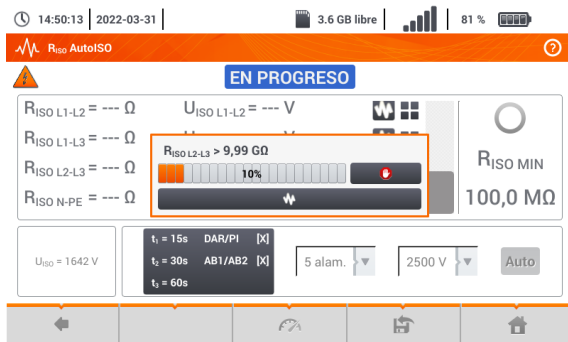 14:50:13 2022-03-31 3.6 GB libre 81 %
RISO AutoISO
EN PROGRESO
RISO L1-L2 = --- Ω UISO L1-L2 = --- V
RISO L1-L3 = --- Ω
RISO L2-L3 = --- Ω
RISO N-PE = --- Ω
RISO L2-L3 > 9,99 GΩ
10%
RISO MIN
100,0 MΩ
UISO = 1642 V
t1 = 15s DAR/PI [X]
t2 = 30s AB1/AB2 [X]
t3 = 60s
5 alam.
2500 V
Auto